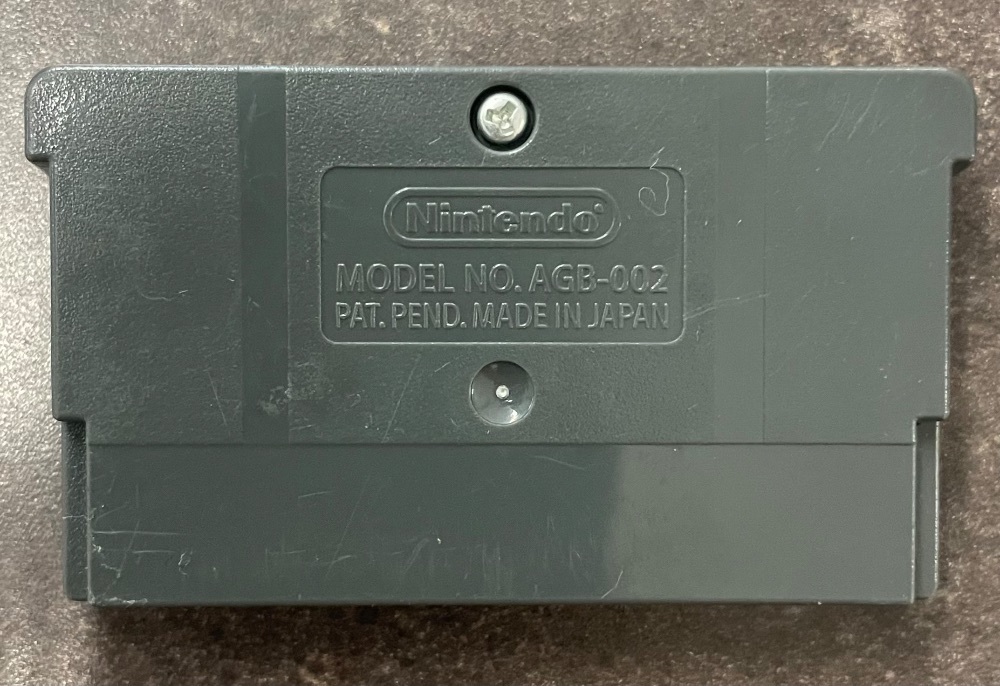 Nintendo®
MODEL NO. AGB-002
PAT. PEND. MADE IN JAPAN